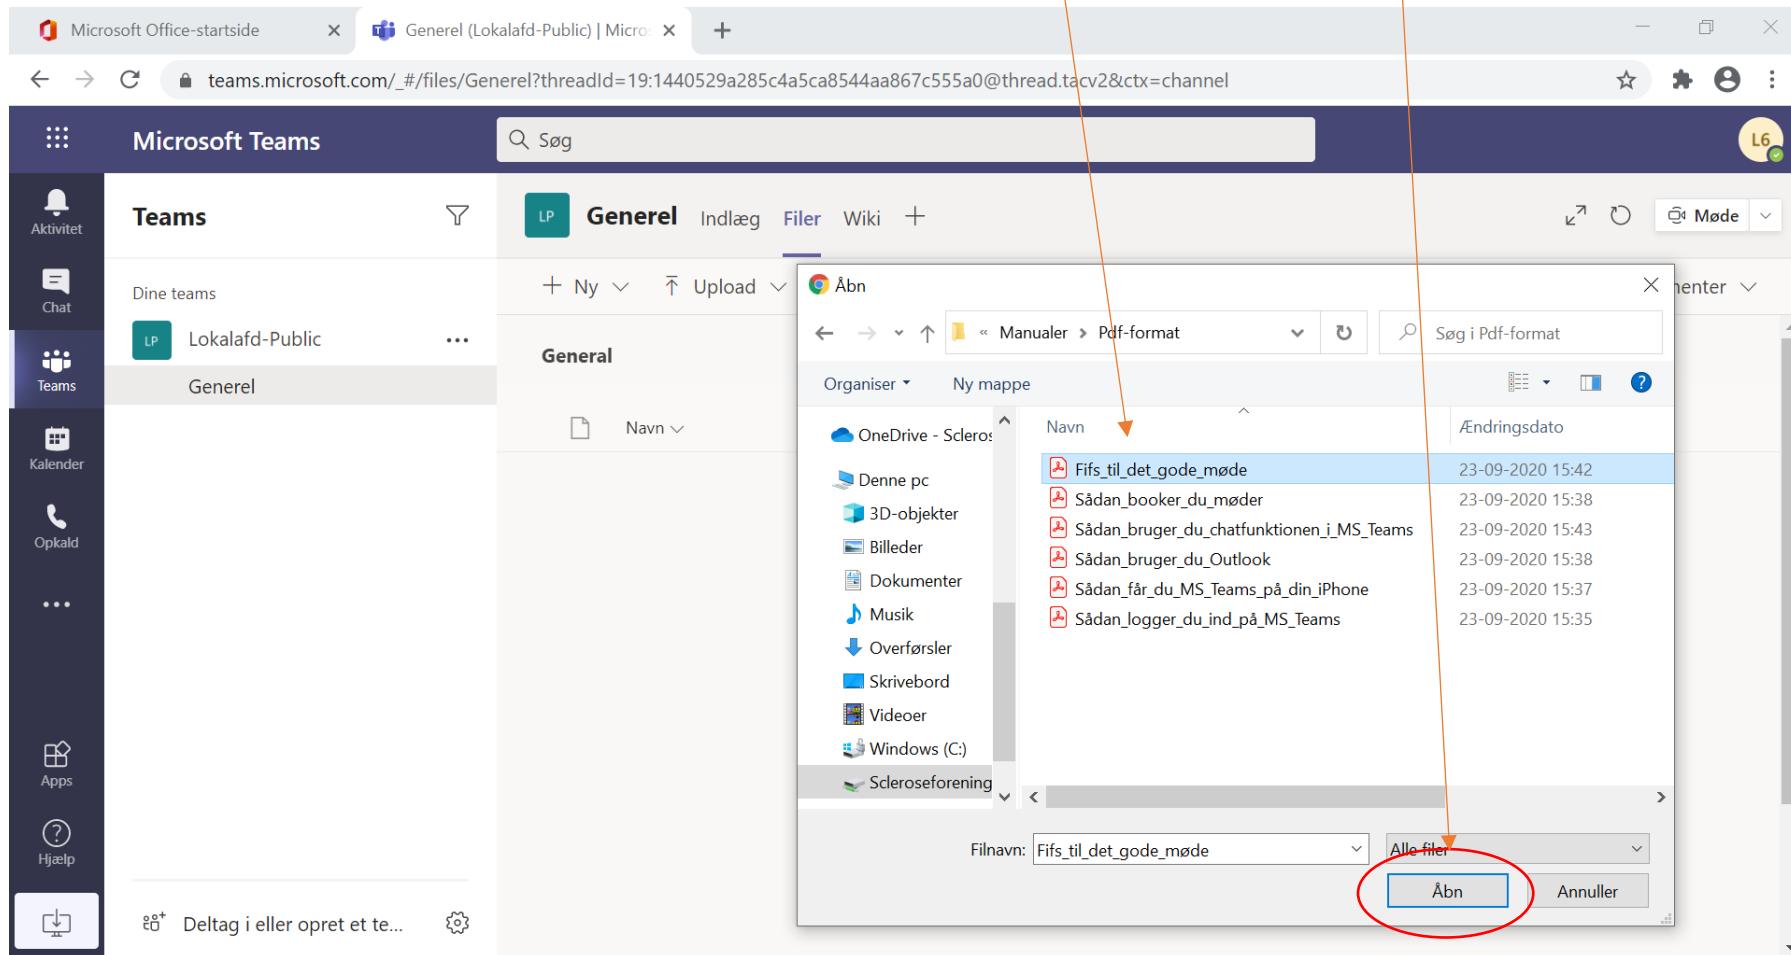 Microsoft Office-startside
Generel (Lokalafd-Public) | Micro
teams.microsoft.com/_#/files/Generel?threadId=19:1440529a285c4a5ca8544aa867c555a0@thread.tacv2&ctx=channel
Microsoft Teams
Søg
L6
Aktivitet
Chat
Teams
Kalender
Opkald
Apps
Hjælp
Teams
Dine teams
LP Lokalafd-Public
Generel
Deltag i eller opret et te...
LP Generel Indlæg Filer Wiki
Møde
Ny Upload
nenter
General
Navn
Åbn
« Manualer > Pdf-format
Søg i Pdf-format
Organiser Ny mappe
OneDrive - Scleros
Denne pc
3D-objekter
Billeder
Dokumenter
Musik
Overførsler
Skrivebord
Videoer
Windows (C:)
Scleroseforening
Navn Ændringsdato
Fifs_til_det_gode_møde 23-09-2020 15:42
Sådan_booker_du_møder 23-09-2020 15:38
Sådan_bruger_du_chatfunktionen_i_MS_Teams 23-09-2020 15:43
Sådan_bruger_du_Outlook 23-09-2020 15:38
Sådan_får_du_MS_Teams_på_din_iPhone 23-09-2020 15:37
Sådan_logger_du_ind_på_MS_Teams 23-09-2020 15:35
Filnavn: Fifs_til_det_gode_møde
Alle filer
Åbn Annuller